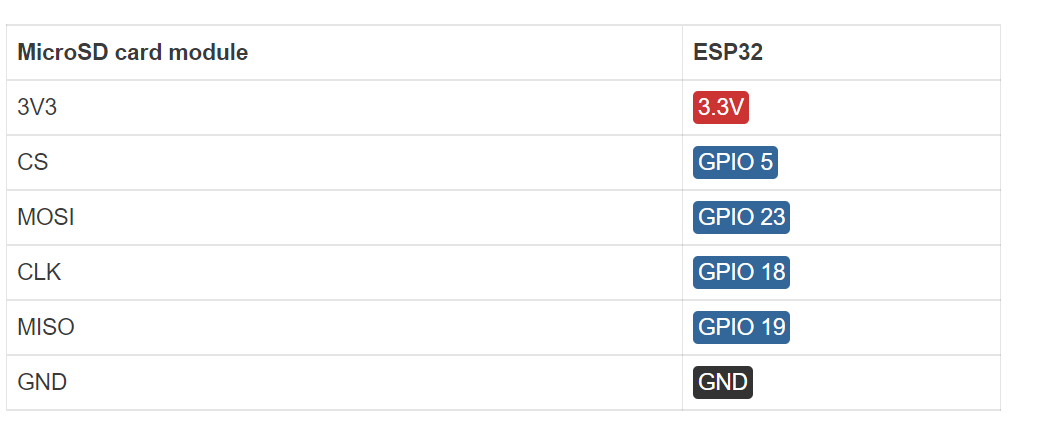 MicroSD card module ESP32
3V3 3.3V
CS GPIO 5
MOSI GPIO 23
CLK GPIO 18
MISO GPIO 19
GND GND